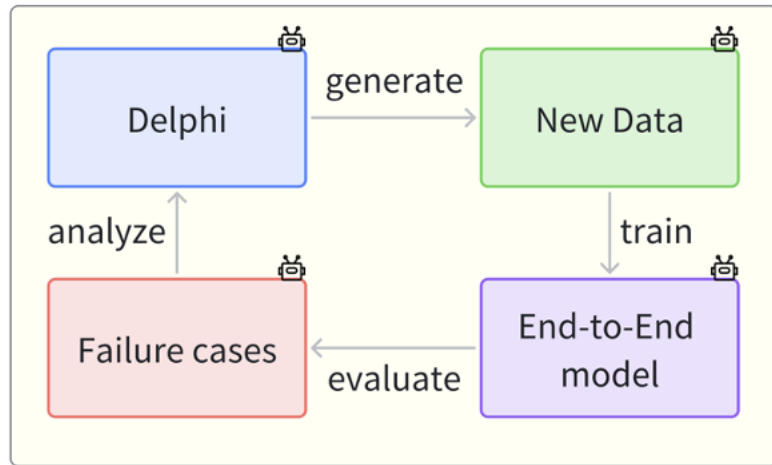 Delphi
generate
New Data
analyze
train
Failure cases
evaluate
End-to-End
model